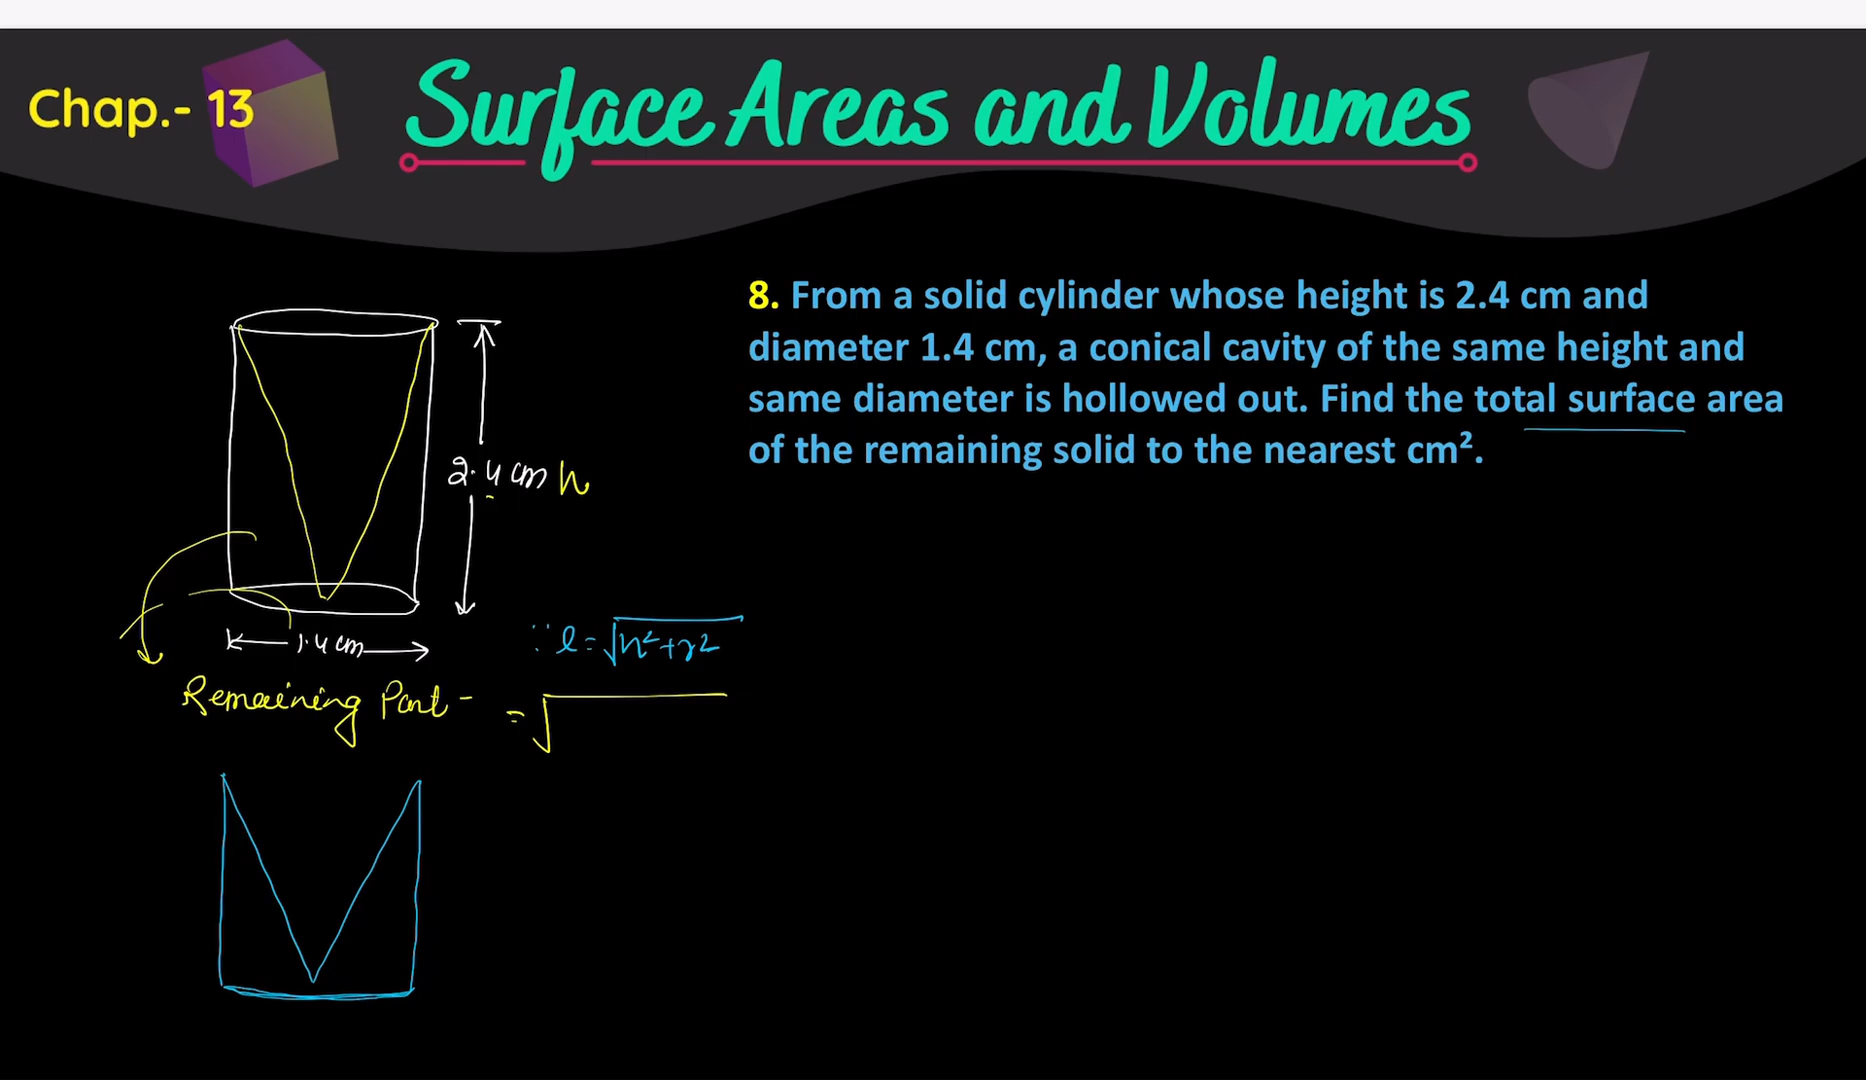 Chap.- 13
Surface Areas and Volumes
8. From a solid cylinder whose height is 2.4 cm and
diameter 1.4 cm, a conical cavity of the same height and
same diameter is hollowed out. Find the total surface area
of the remaining solid to the nearest cm².
2.4 cm h
1.4 cm
∵ l = √h²+r²
Remaining Part -
= √